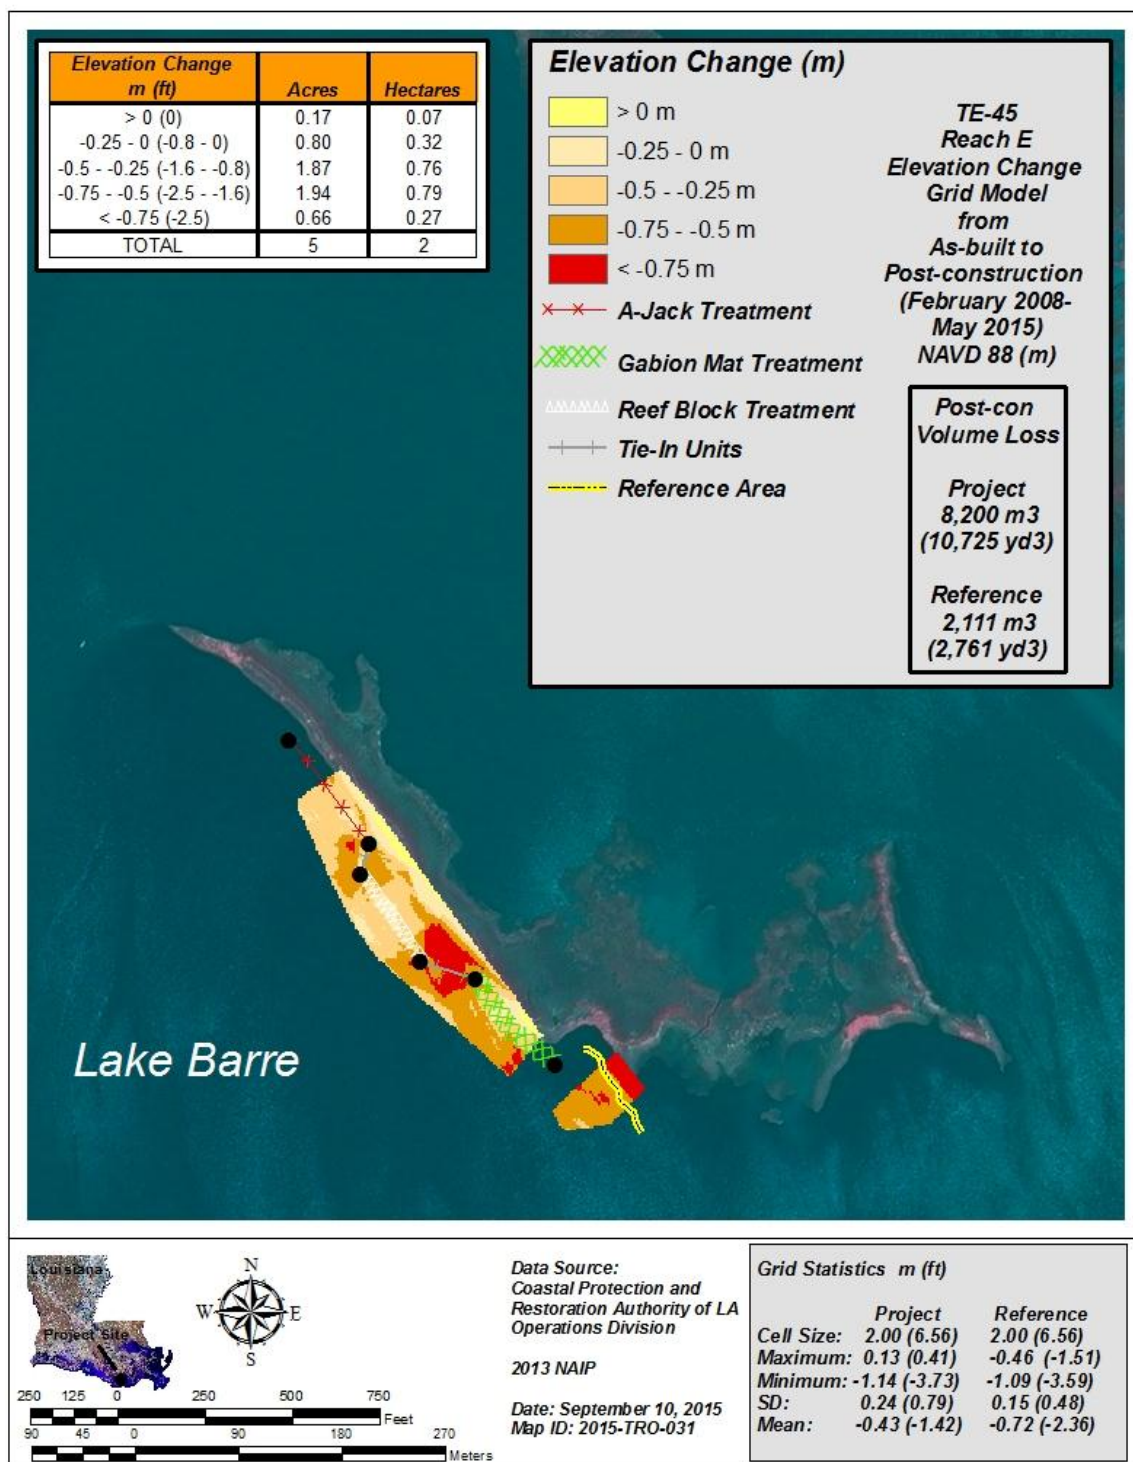 Elevation Change
m (ft) Acres Hectares
> 0 (0) 0.17 0.07
-0.25 - 0 (-0.8 - 0) 0.80 0.32
-0.5 - -0.25 (-1.6 - -0.8) 1.87 0.76
-0.75 - -0.5 (-2.5 - -1.6) 1.94 0.79
< -0.75 (-2.5) 0.66 0.27
TOTAL 5 2
Elevation Change (m)
> 0 m
-0.25 - 0 m
-0.5 - -0.25 m
-0.75 - -0.5 m
< -0.75 m
A-Jack Treatment
Gabion Mat Treatment
Reef Block Treatment
Tie-In Units
Reference Area
TE-45
Reach E
Elevation Change
Grid Model
from
As-built to
Post-construction
(February 2008-
May 2015)
NAVD 88 (m)
Post-con
Volume Loss
Project
8,200 m3
(10,725 yd3)
Reference
2,111 m3
(2,761 yd3)
Lake Barre
Louisiana
Project Site
N
W E
S
250 125 0 250 500 750
Feet
90 45 0 90 180 270
Meters
Data Source:
Coastal Protection and
Restoration Authority of LA
Operations Division
2013 NAIP
Date: September 10, 2015
Map ID: 2015-TRO-031
Grid Statistics m (ft)
Project Reference
Cell Size: 2.00 (6.56) 2.00 (6.56)
Maximum: 0.13 (0.41) -0.46 (-1.51)
Minimum: -1.14 (-3.73) -1.09 (-3.59)
SD: 0.24 (0.79) 0.15 (0.48)
Mean: -0.43 (-1.42) -0.72 (-2.36)